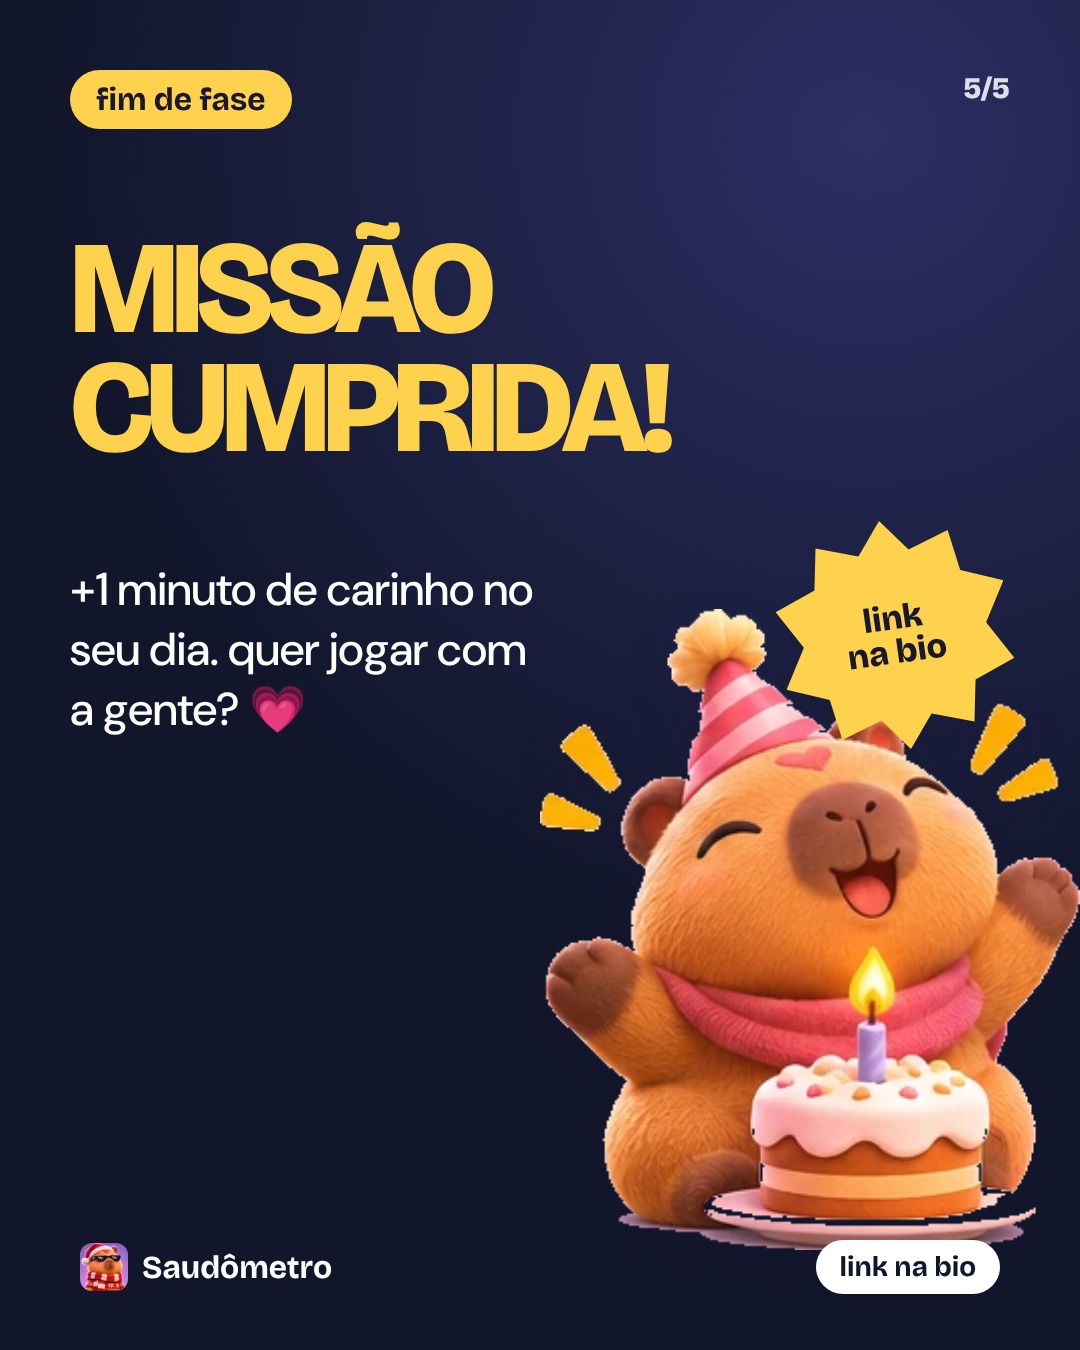 fim de fase
5/5
MISSÃO
CUMPRIDA!
+1 minuto de carinho no
seu dia. quer jogar com
a gente? 💗
link
na bio
Saudômetro
link na bio